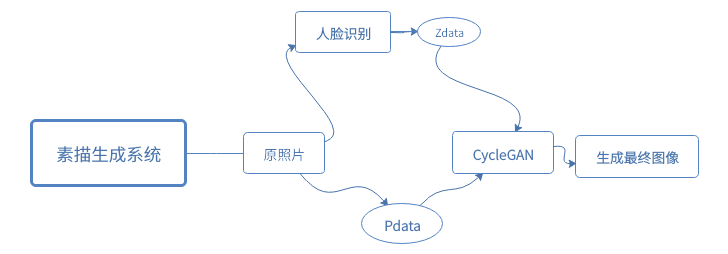 人脸识别
Zdata
素描生成系统
原照片
CycleGAN
生成最终图像
Pdata